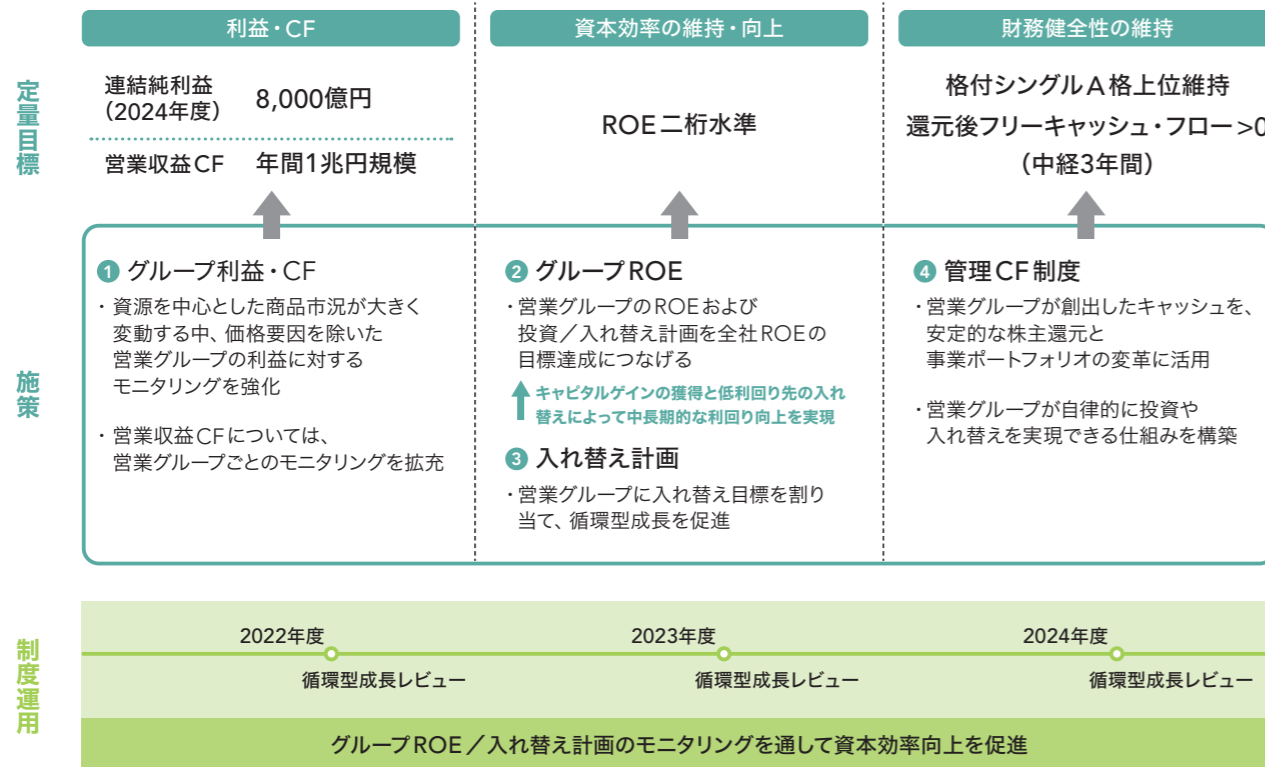 利益・CF
資本効率の維持・向上
財務健全性の維持
定量目標
連結純利益
(2024年度)
8,000億円
営業収益CF
年間1兆円規模
ROE二桁水準
格付シングルA格上位維持
還元後フリーキャッシュ・フロー>0
(中経3年間)
施策
1 グループ利益・CF
・資源を中心とした商品市況が大きく
変動する中、価格要因を除いた
営業グループの利益に対する
モニタリングを強化
・営業収益CFについては、
営業グループごとのモニタリングを拡充
2 グループROE
・営業グループのROEおよび
投資/入れ替え計画を全社ROEの
目標達成につなげる
キャピタルゲインの獲得と低利回り先の入れ
替えによって中長期的な利回り向上を実現
3 入れ替え計画
・営業グループに入れ替え目標を割り
当て、循環型成長を促進
4 管理CF制度
・営業グループが創出したキャッシュを、
安定的な株主還元と
事業ポートフォリオの変革に活用
・営業グループが自律的に投資や
入れ替えを実現できる仕組みを構築
制度運用
2022年度
2023年度
2024年度
循環型成長レビュー
循環型成長レビュー
循環型成長レビュー
グループROE/入れ替え計画のモニタリングを通して資本効率向上を促進